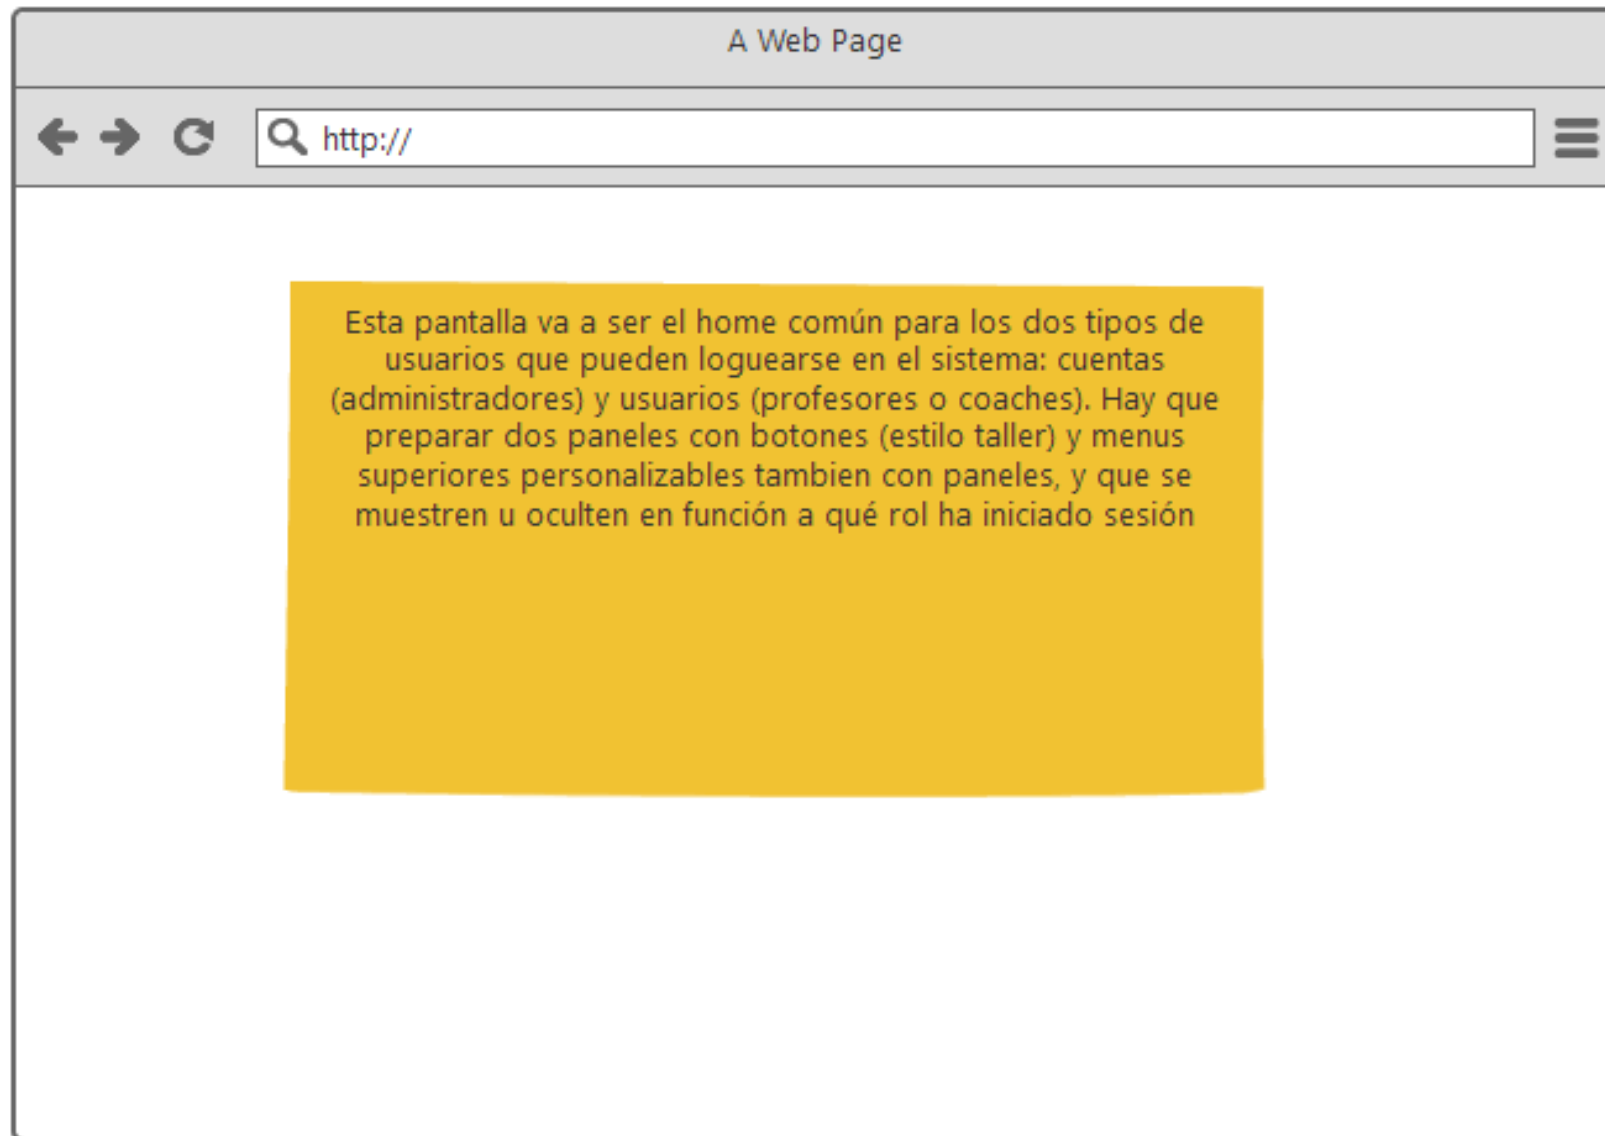 A Web Page
http://
Esta pantalla va a ser el home común para los dos tipos de
usuarios que pueden loguearse en el sistema: cuentas
(administradores) y usuarios (profesores o coaches). Hay que
preparar dos paneles con botones (estilo taller) y menus
superiores personalizables tambien con paneles, y que se
muestren u oculten en función a qué rol ha iniciado sesión